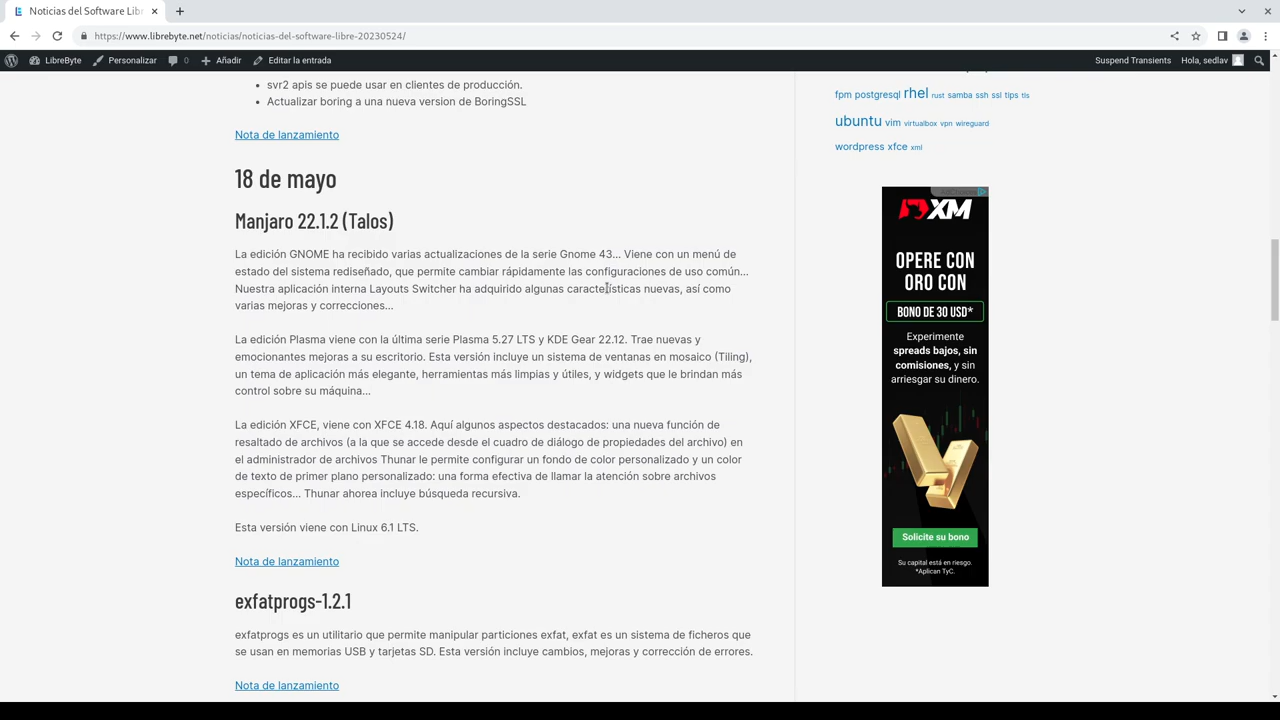 Noticias del Software Libr
https://www.librebyte.net/noticias/noticias-del-software-libre-20230524/
LibreByte
Personalizar
0
Añadir
Editar la entrada
Suspend Transients
Hola, sedlav
svr2 apis se puede usar en clientes de producción.
Actualizar boring a una nueva version de BoringSSL
Nota de lanzamiento
18 de mayo
Manjaro 22.1.2 (Talos)
La edición GNOME ha recibido varias actualizaciones de la serie Gnome 43... Viene con un menú de
estado del sistema rediseñado, que permite cambiar rápidamente las configuraciones de uso común...
Nuestra aplicación interna Layouts Switcher ha adquirido algunas características nuevas, así como
varias mejoras y correcciones...
La edición Plasma viene con la última serie Plasma 5.27 LTS y KDE Gear 22.12. Trae nuevas y
emocionantes mejoras a su escritorio. Esta versión incluye un sistema de ventanas en mosaico (Tiling),
un tema de aplicación más elegante, herramientas más limpias y útiles, y widgets que le brindan más
control sobre su máquina...
La edición XFCE, viene con XFCE 4.18. Aquí algunos aspectos destacados: una nueva función de
resaltado de archivos (a la que se accede desde el cuadro de diálogo de propiedades del archivo) en
el administrador de archivos Thunar le permite configurar un fondo de color personalizado y un color
de texto de primer plano personalizado: una forma efectiva de llamar la atención sobre archivos
específicos... Thunar ahorea incluye búsqueda recursiva.
Esta versión viene con Linux 6.1 LTS.
Nota de lanzamiento
exfatprogs-1.2.1
exfatprogs es un utilitario que permite manipular particiones exfat, exfat es un sistema de ficheros que
se usan en memorias USB y tarjetas SD. Esta versión incluye cambios, mejoras y corrección de errores.
Nota de lanzamiento
fpm postgresql rhel rust samba ssh ssl tips tls
ubuntu vim virtualbox vpn wireguard
wordpress xfce xml
XM
OPERE CON
ORO CON
BONO DE 30 USD*
Experimente
spreads bajos, sin
comisiones, y sin
arriesgar su dinero.
Solicite su bono
Su capital está en riesgo.
*Aplican TyC.